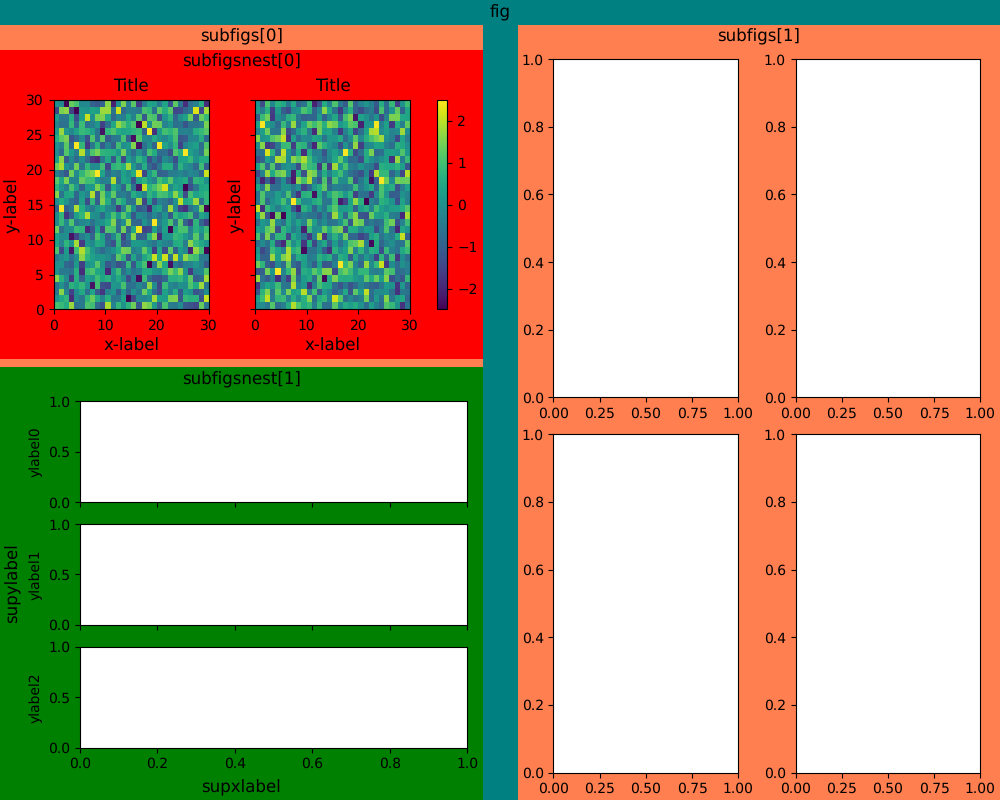 fig
subfigs[0]
subfigsnest[0]
Title Title
30
25
20
15
10
5
0
y-label
y-label
2
1
0
−1
−2
0 10 20 30 0 10 20 30
x-label x-label
subfigsnest[1]
supylabel
ylabel0
1.0
0.5
0.0
ylabel1
1.0
0.5
0.0
ylabel2
1.0
0.5
0.0
0.0 0.2 0.4 0.6 0.8 1.0
supxlabel
subfigs[1]
1.0 1.0
0.8 0.8
0.6 0.6
0.4 0.4
0.2 0.2
0.0 0.0
0.00 0.25 0.50 0.75 1.00 0.00 0.25 0.50 0.75 1.00
1.0 1.0
0.8 0.8
0.6 0.6
0.4 0.4
0.2 0.2
0.0 0.0
0.00 0.25 0.50 0.75 1.00 0.00 0.25 0.50 0.75 1.00